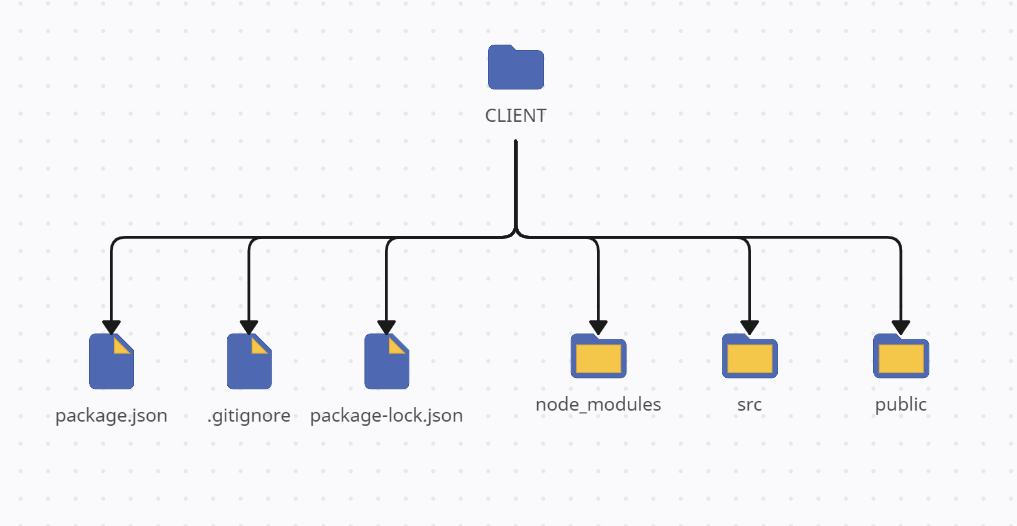 CLIENT
package.json
.gitignore
package-lock.json
node_modules
src
public